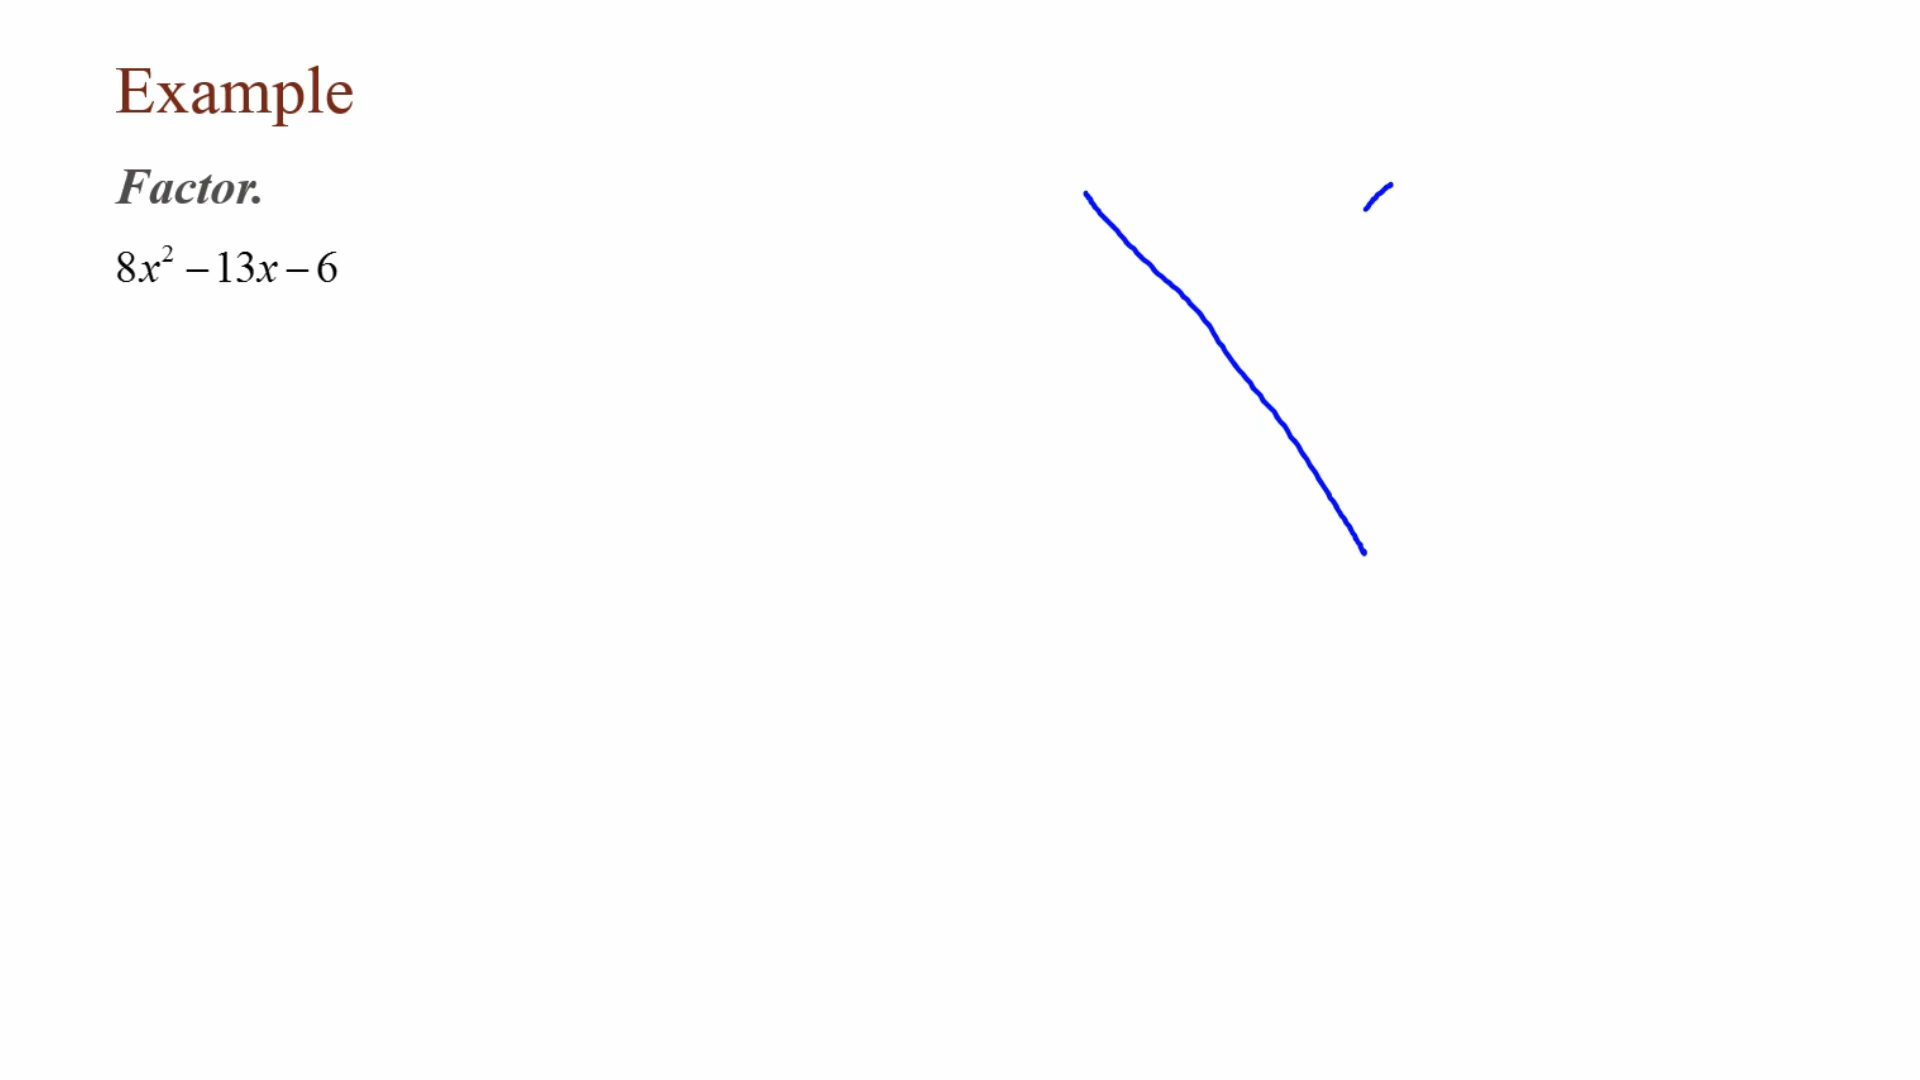 Example
Factor.
8x² – 13x – 6